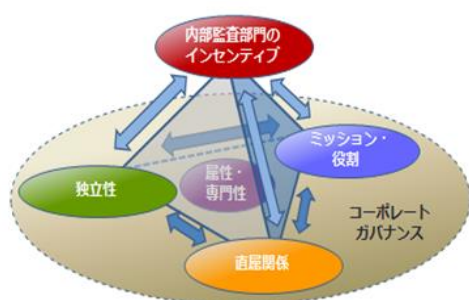 内部監査部門の
インセンティブ
ミッション・
役割
独立性
属性・
専門性
コーポレート
ガバナンス
直属関係